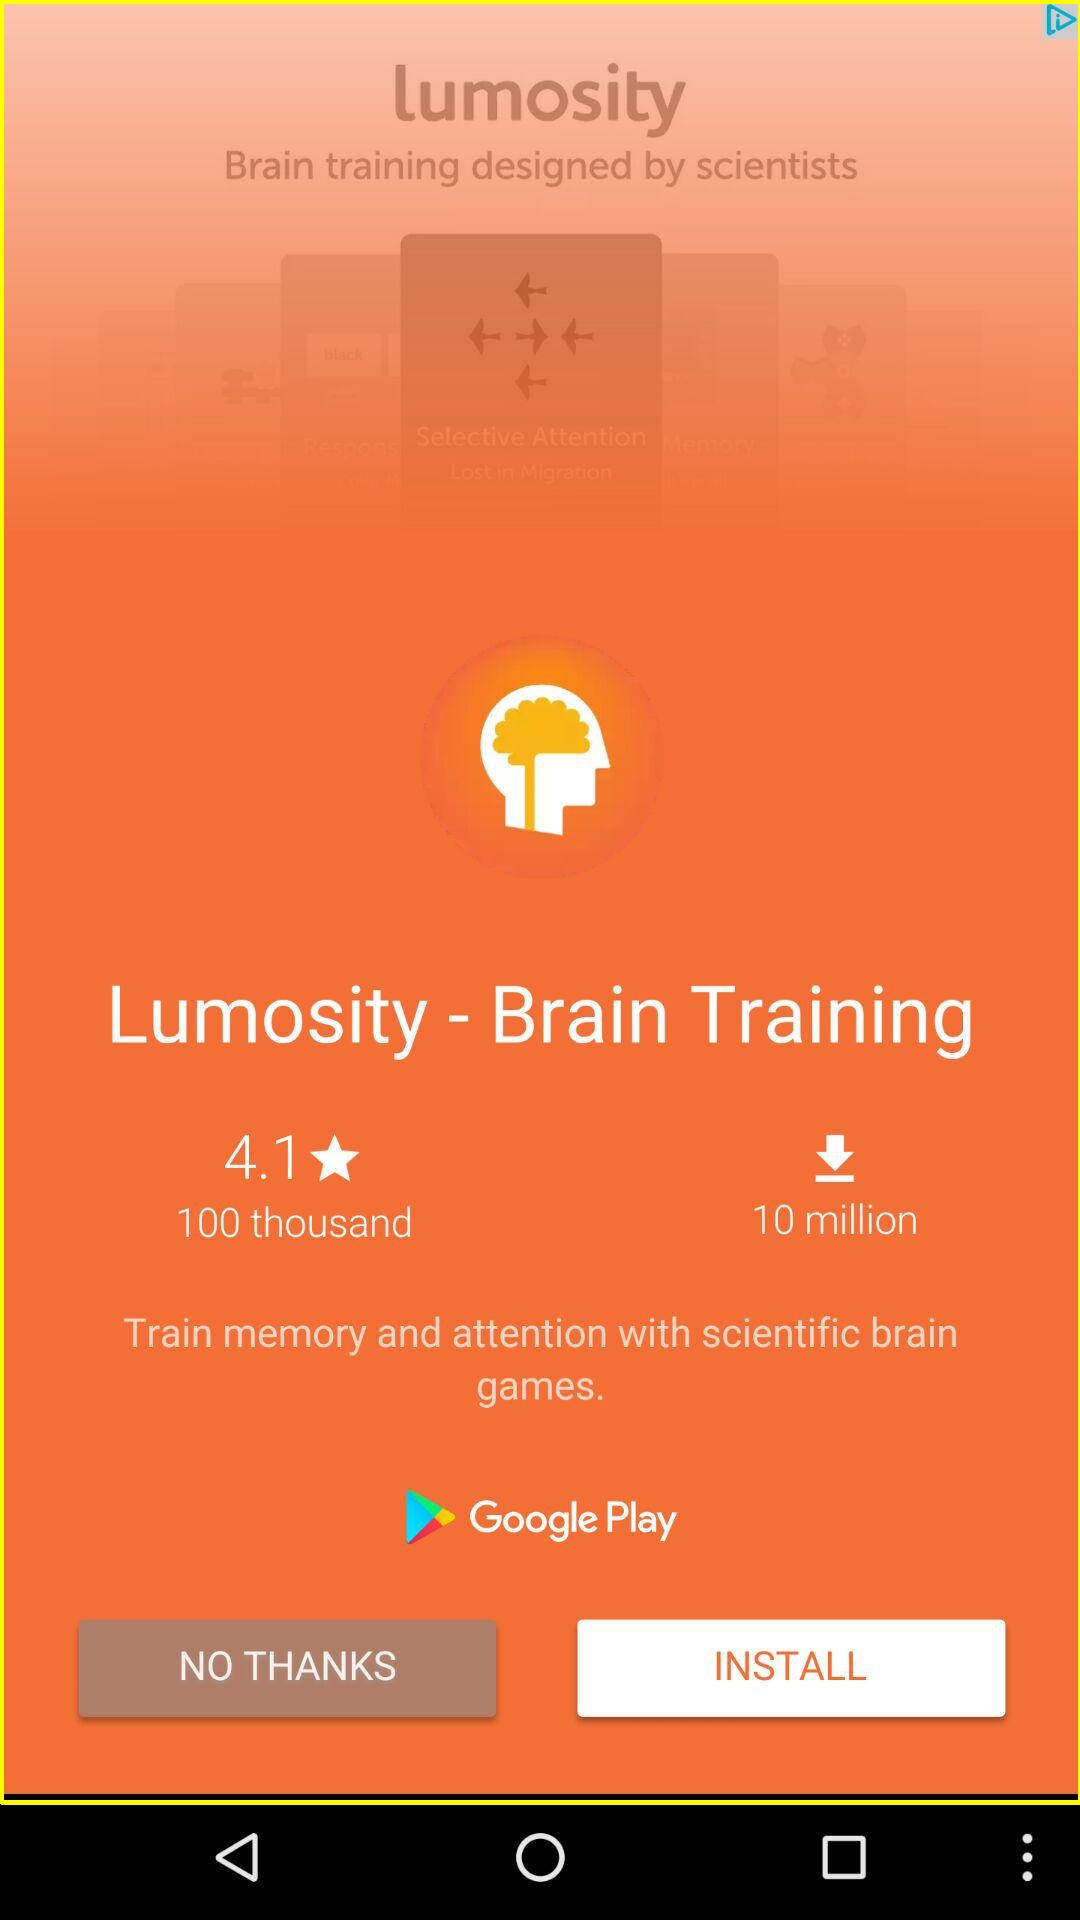 lumosity
Brain training designed by scientists
black
Selective Attention
Memory
Lost in Migration
Lumosity - Brain Training
4.1
100 thousand
10 million
Train memory and attention with scientific brain
games.
Google Play
NO THANKS
INSTALL